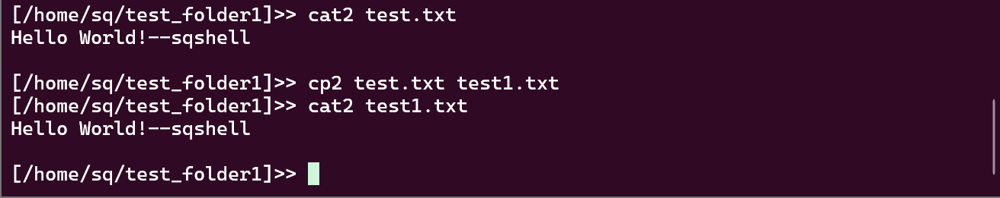 [/home/sq/test_folder1]>> cat2 test.txt
Hello World!--sqshell
[/home/sq/test_folder1]>> cp2 test.txt test1.txt
[/home/sq/test_folder1]>> cat2 test1.txt
Hello World!--sqshell
[/home/sq/test_folder1]>>